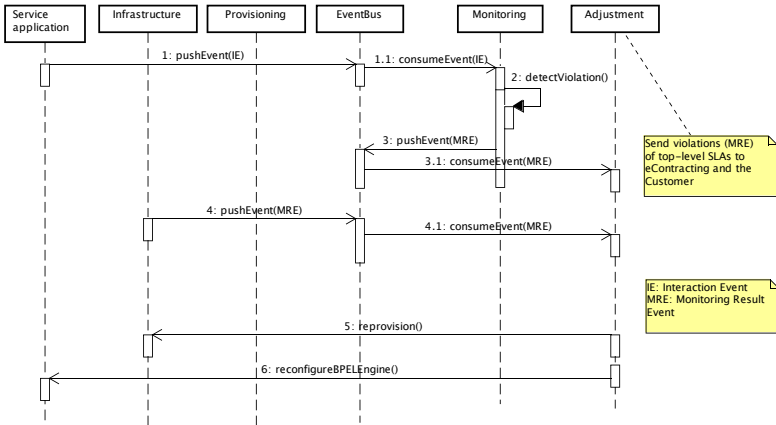 Service
application
Infrastructure
Provisioning
EventBus
Monitoring
Adjustment
1: pushEvent(IE)
1.1: consumeEvent(IE)
2: detectViolation()
3: pushEvent(MRE)
3.1: consumeEvent(MRE)
Send violations (MRE)
of top-level SLAs to
eContracting and the
Customer
4: pushEvent(MRE)
4.1: consumeEvent(MRE)
IE: Interaction Event
MRE: Monitoring Result
Event
5: reprovision()
6: reconfigureBPELEngine()